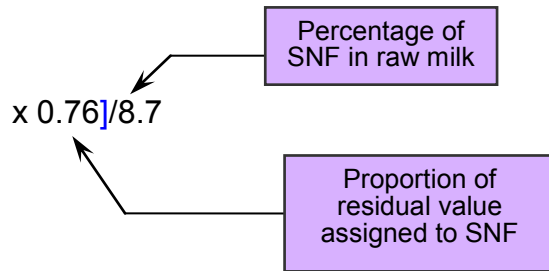 Percentage of
SNF in raw milk
x 0.76]/8.7
Proportion of
residual value
assigned to SNF